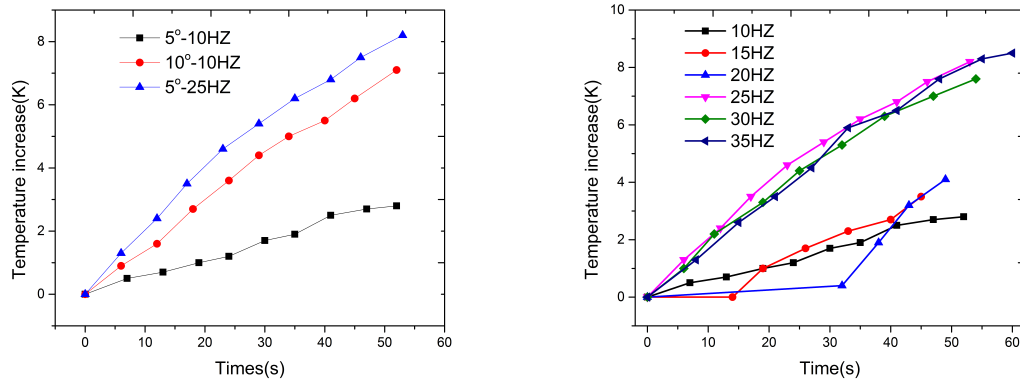 5°-10HZ
10°-10HZ
5°-25HZ
Temperature increase(K)
8
6
4
2
0
0 10 20 30 40 50 60
Times(s)
10HZ
15HZ
20HZ
25HZ
30HZ
35HZ
Temperature increase(K)
10
8
6
4
2
0
0 10 20 30 40 50 60
Time(s)